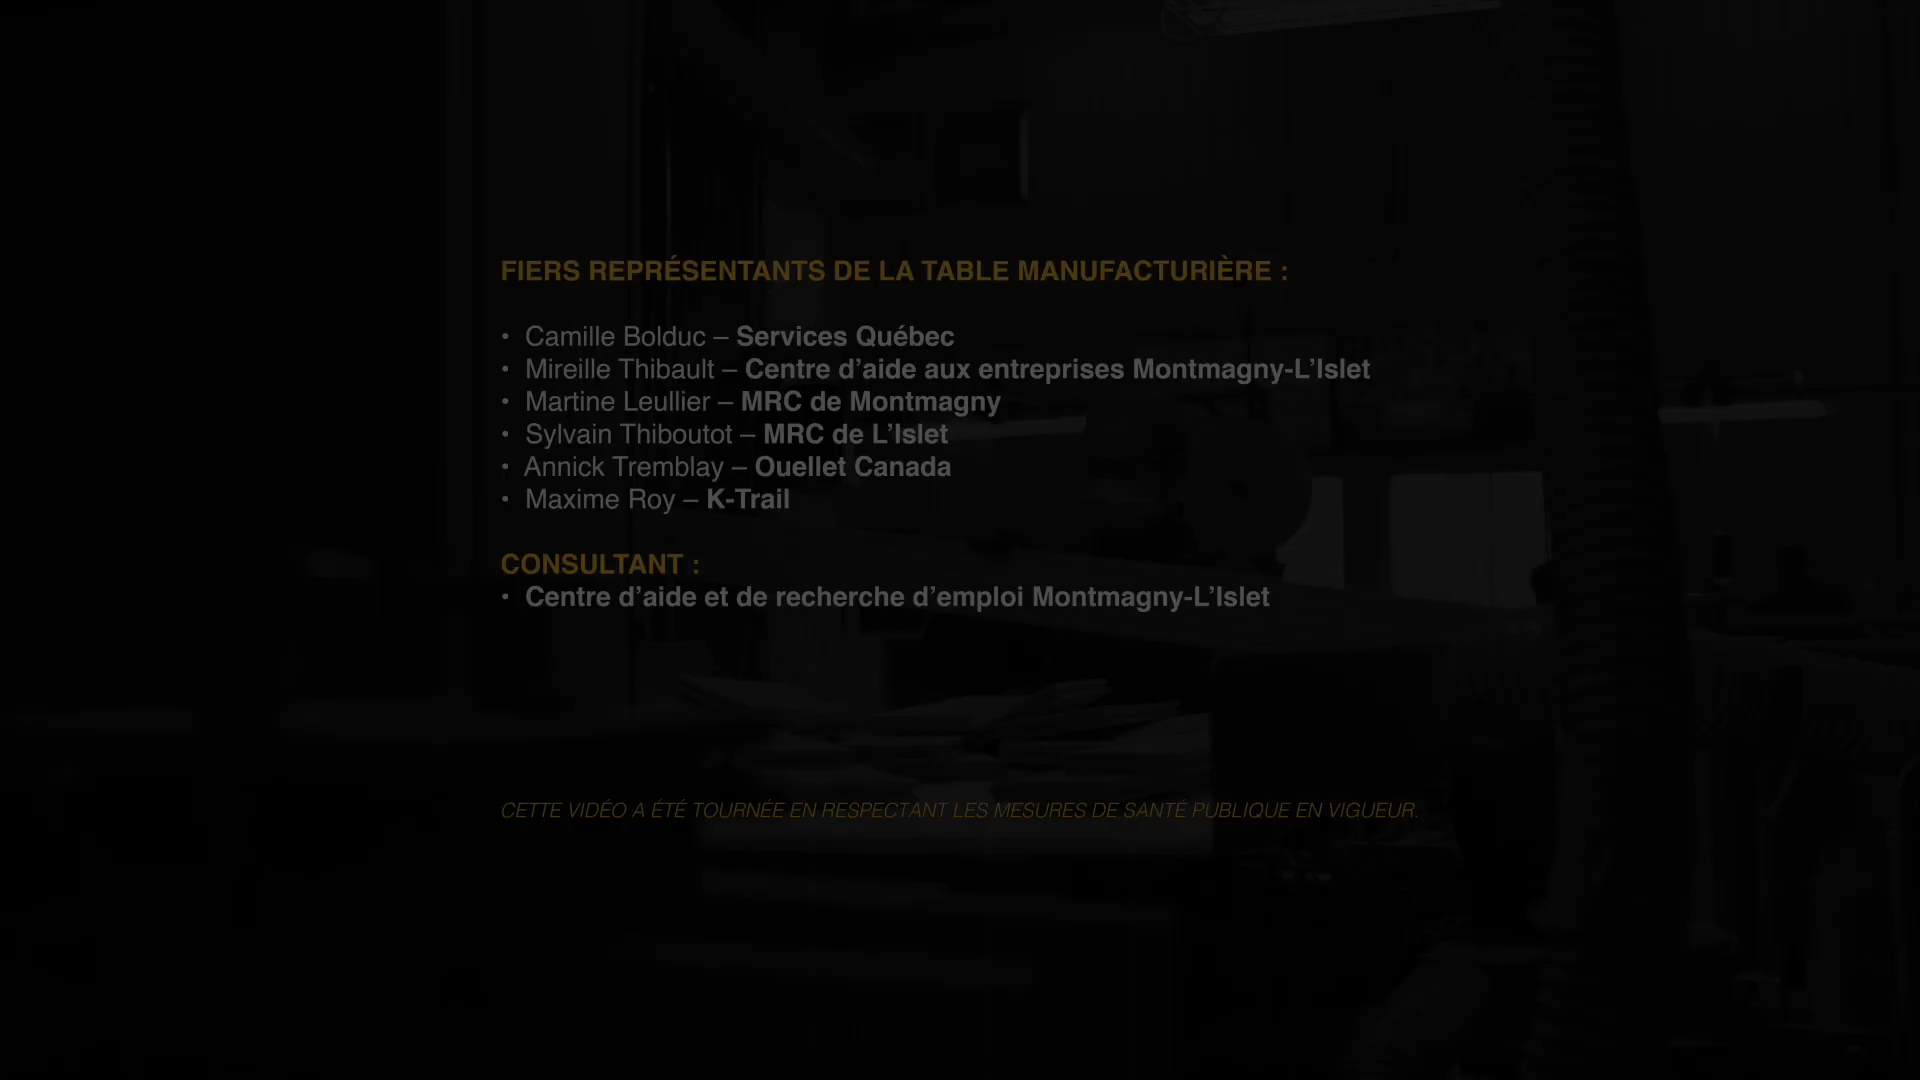 FIERS REPRÉSENTANTS DE LA TABLE MANUFACTURIÈRE :
• Camille Bolduc – Services Québec
• Mireille Thibault – Centre d’aide aux entreprises Montmagny-L’Islet
• Martine Leullier – MRC de Montmagny
• Sylvain Thiboutot – MRC de L’Islet
• Annick Tremblay – Ouellet Canada
• Maxime Roy – K-Trail
CONSULTANT :
• Centre d’aide et de recherche d’emploi Montmagny-L’Islet
CETTE VIDÉO A ÉTÉ TOURNÉE EN RESPECTANT LES MESURES DE SANTÉ PUBLIQUE EN VIGUEUR.